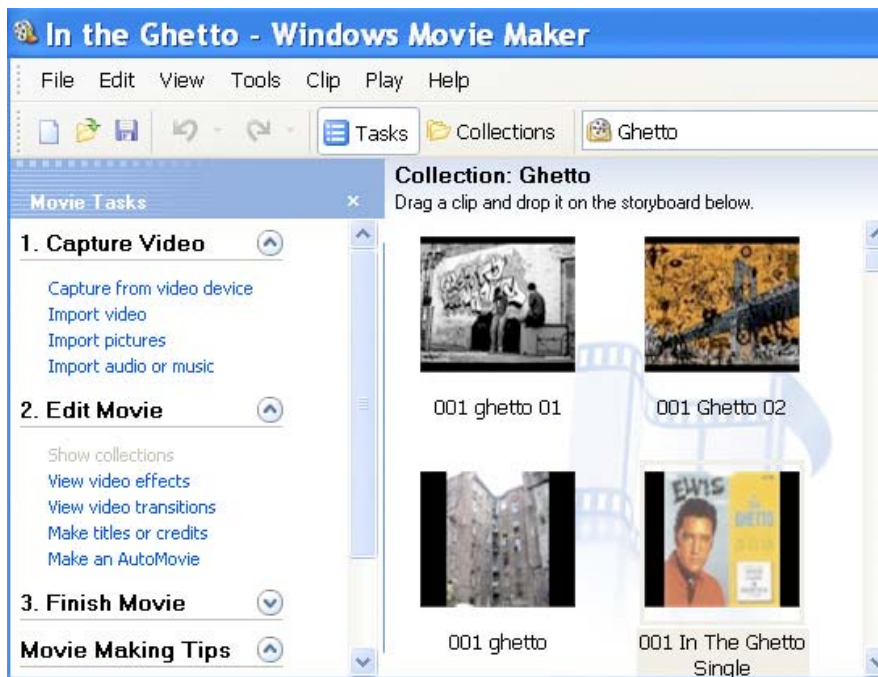 In the Ghetto - Windows Movie Maker
File Edit View Tools Clip Play Help
Tasks Collections Ghetto
Movie Tasks
Collection: Ghetto
Drag a clip and drop it on the storyboard below.
1. Capture Video
Capture from video device
Import video
Import pictures
Import audio or music
2. Edit Movie
Show collections
View video effects
View video transitions
Make titles or credits
Make an AutoMovie
3. Finish Movie
Movie Making Tips
001 ghetto 01
001 Ghetto 02
001 ghetto
ELVIS
GHETTO
001 In The Ghetto
Single